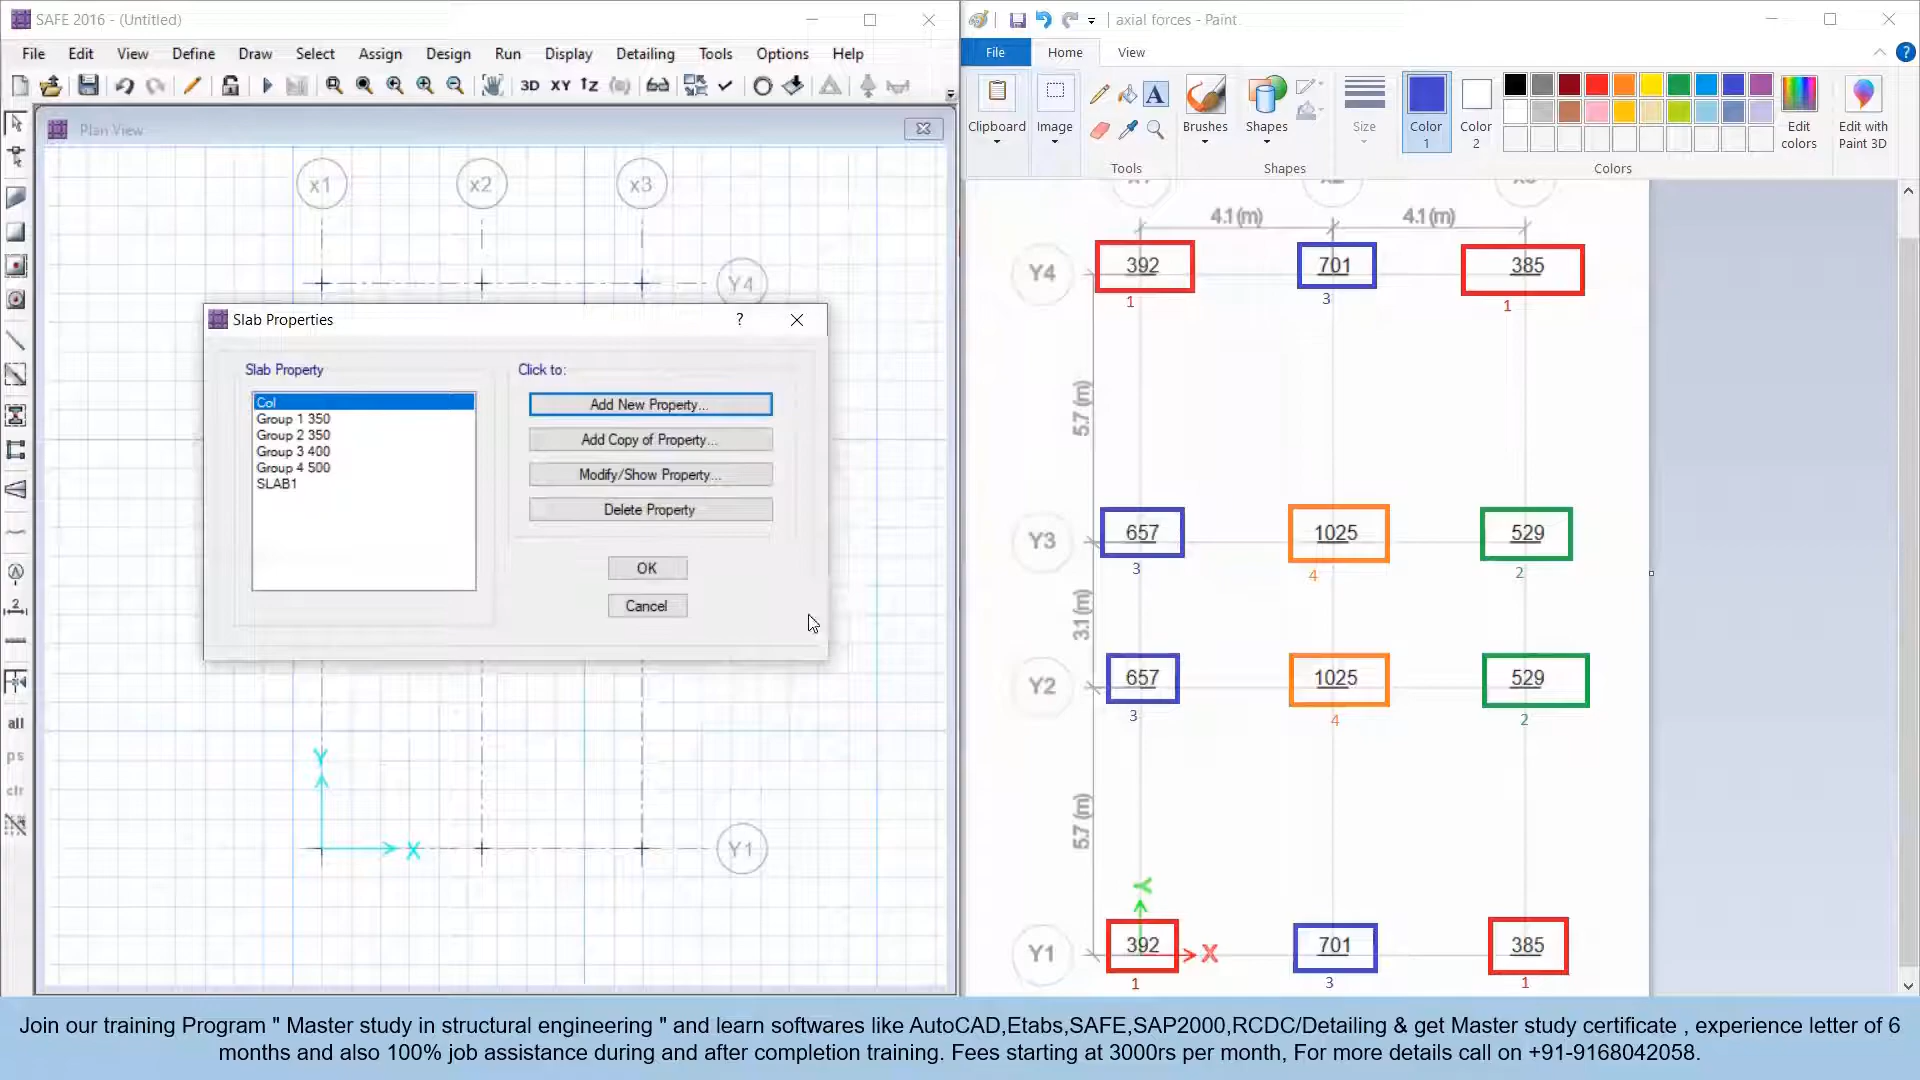 SAFE 2016 - (Untitled)
File Edit View Define Draw Select Assign Design Run Display Detailing Tools Options Help
3D XY
Plan View
x1 x2 x3
Y4
Slab Properties
?
Slab Property
Col
Group 1 350
Group 2 350
Group 3 400
Group 4 500
SLAB1
Click to:
Add New Property...
Add Copy of Property...
Modify/Show Property...
Delete Property
OK
Cancel
Y
X
Y1
2
all
ps
clr
axial forces - Paint
File Home View
?
Clipboard
Image
A
Tools
Brushes
Shapes
Shapes
Size
Color
1
Color
2
Edit
colors
Edit with
Paint 3D
Colors
4.1 (m) 4.1 (m)
Y4 392 701 385
1 3 1
5.7 (m)
Y3 657 1025 529
3 4 2
3.1 (m)
Y2 657 1025 529
3 4 2
5.7 (m)
Y
Y1 392 X 701 385
1 3 1
Join our training Program " Master study in structural engineering " and learn softwares like AutoCAD,Etabs,SAFE,SAP2000,RCDC/Detailing & get Master study certificate , experience letter of 6
months and also 100% job assistance during and after completion training. Fees starting at 3000rs per month, For more details call on +91-9168042058.